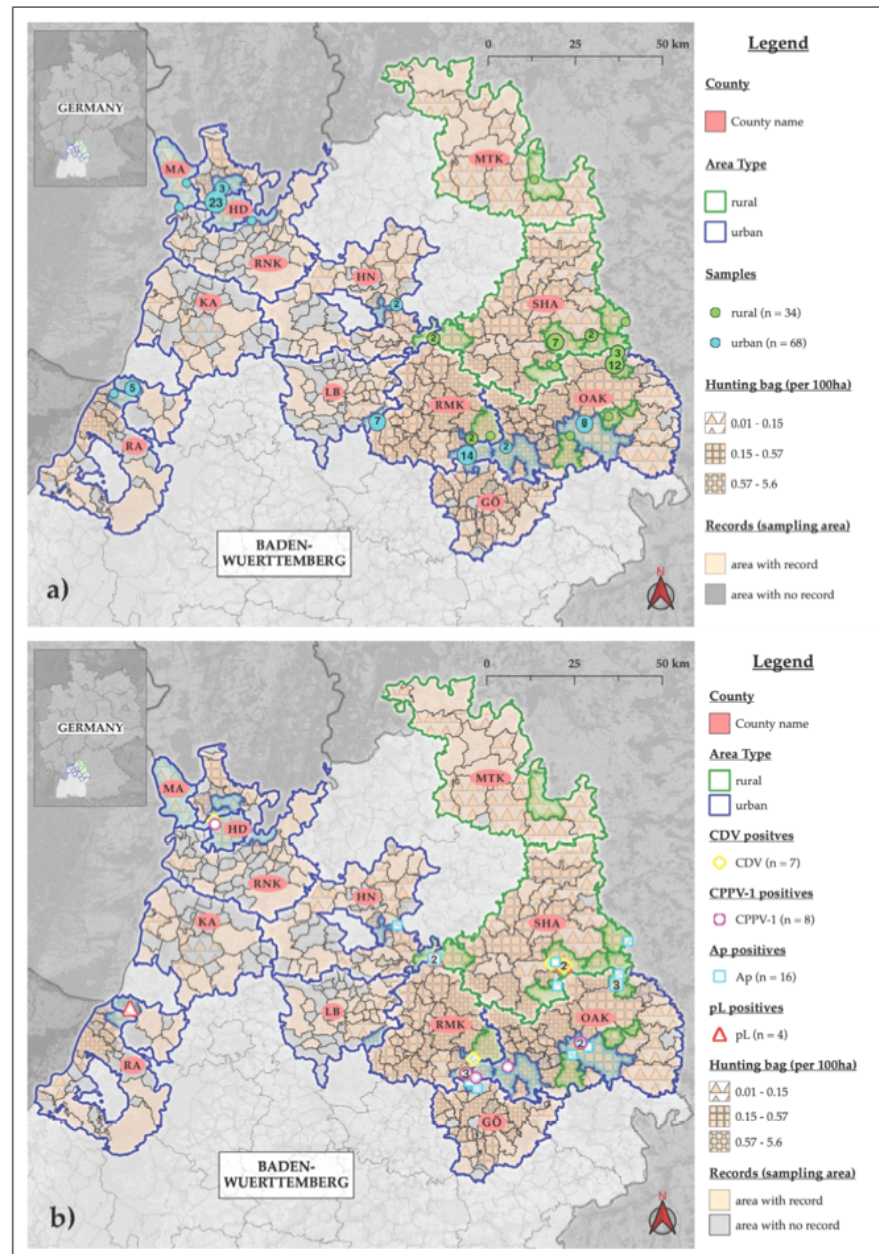 GERMANY
0 25 50 km
MTK
MA
3
23
HD
RNK
HN
KA
2
SHA
2
7
2
3
12
5
LB
RMK
OAK
7
8
RA
2
14
2
GÖ
BADEN-
WUERTTEMBERG
N
a)
Legend
County
County name
Area Type
rural
urban
Samples
rural (n = 34)
urban (n = 68)
Hunting bag (per 100ha)
0.01 - 0.15
0.15 - 0.57
0.57 - 5.6
Records (sampling area)
area with record
area with no record
GERMANY
0 25 50 km
MTK
MA
HD
RNK
HN
KA
SHA
2
2
3
LB
RMK
OAK
2
RA
3
GÖ
BADEN-
WUERTTEMBERG
N
b)
Legend
County
County name
Area Type
rural
urban
CDV positves
CDV (n = 7)
CPPV-1 positives
CPPV-1 (n = 8)
Ap positives
Ap (n = 16)
pL positives
pL (n = 4)
Hunting bag (per 100ha)
0.01 - 0.15
0.15 - 0.57
0.57 - 5.6
Records (sampling area)
area with record
area with no record